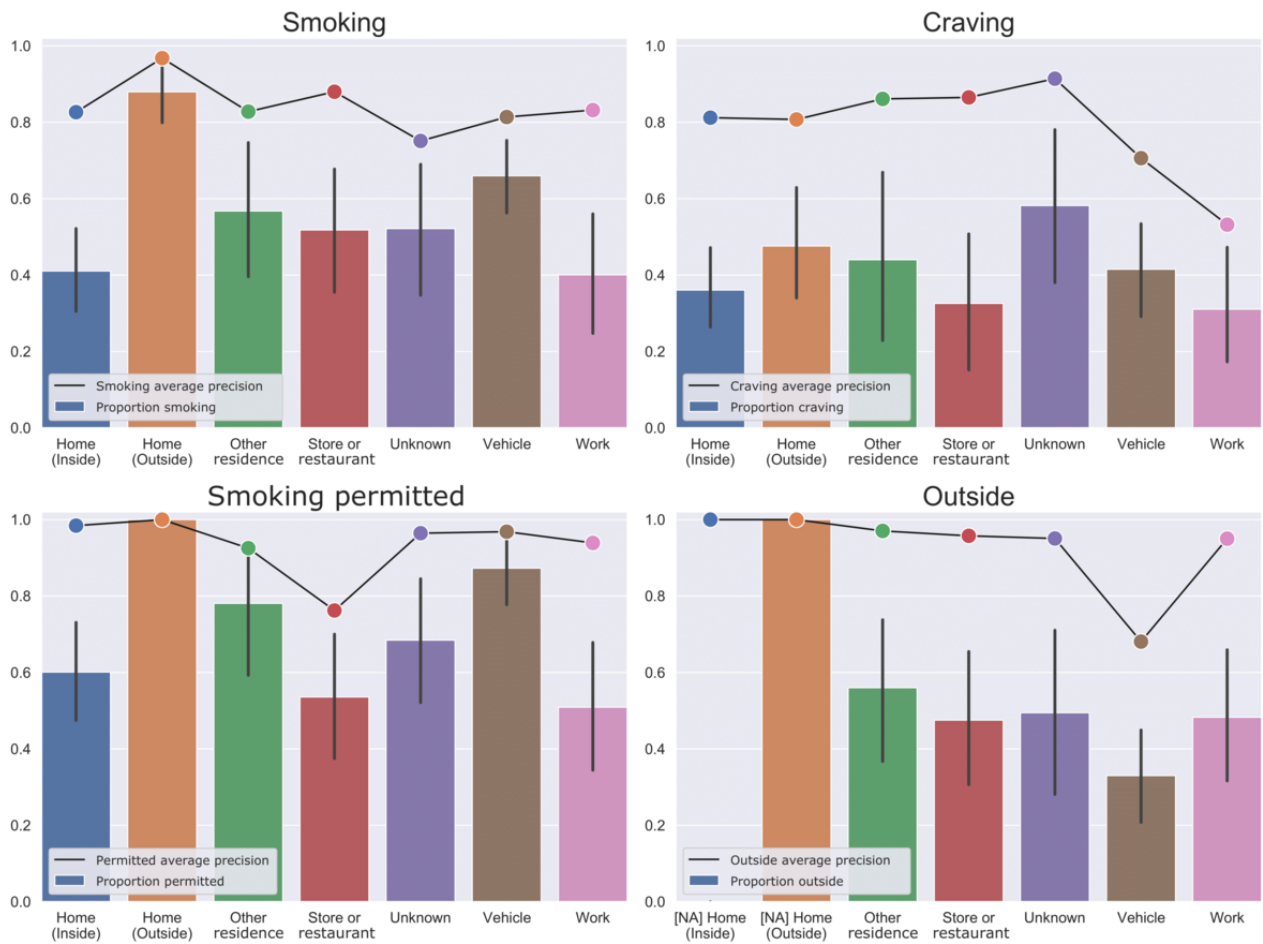 Smoking
1.0
0.8
0.6
0.4
0.2
0.0
Smoking average precision
Proportion smoking
Home (Inside)
Home (Outside)
Other residence
Store or restaurant
Unknown
Vehicle
Work
Craving
1.0
0.8
0.6
0.4
0.2
0.0
Craving average precision
Proportion craving
Home (Inside)
Home (Outside)
Other residence
Store or restaurant
Unknown
Vehicle
Work
Smoking permitted
1.0
0.8
0.6
0.4
0.2
0.0
Permitted average precision
Proportion permitted
Home (Inside)
Home (Outside)
Other residence
Store or restaurant
Unknown
Vehicle
Work
Outside
1.0
0.8
0.6
0.4
0.2
0.0
Outside average precision
Proportion outside
[NA] Home (Inside)
[NA] Home (Outside)
Other residence
Store or restaurant
Unknown
Vehicle
Work